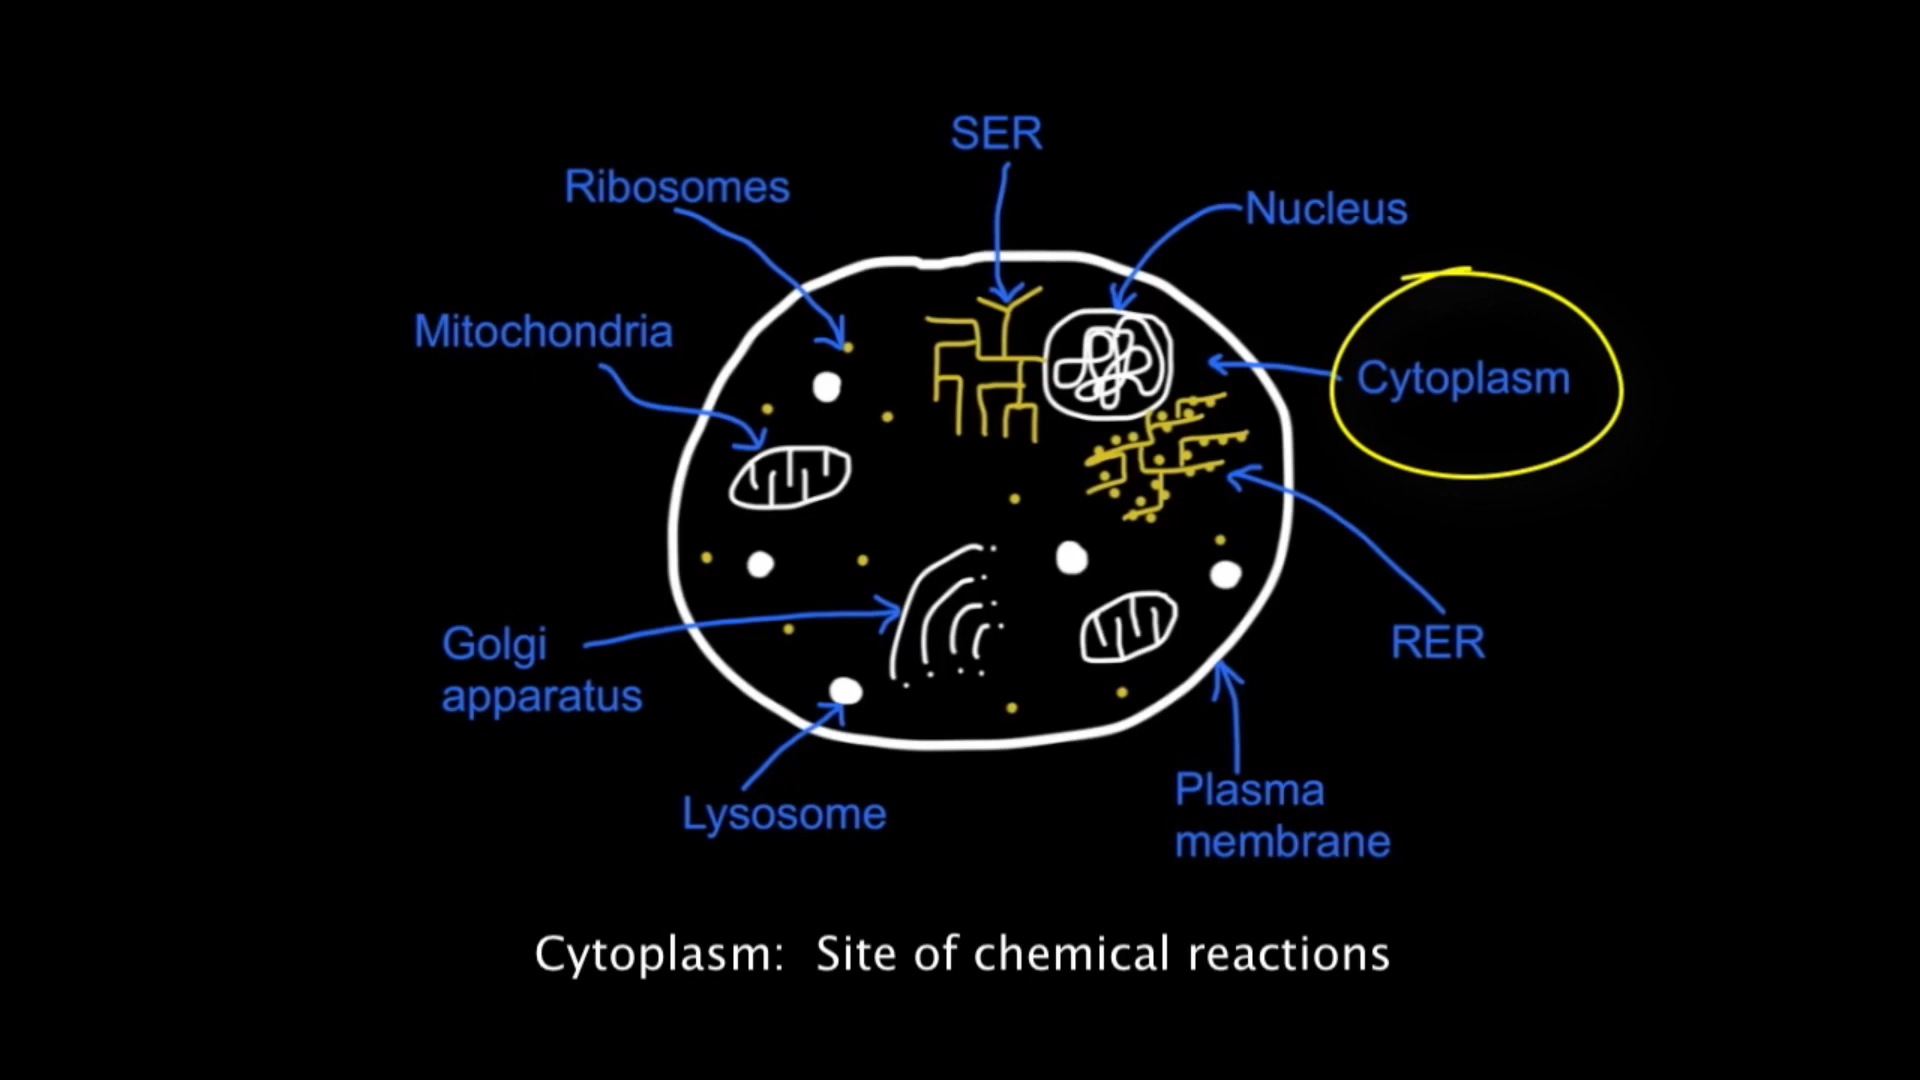 SER
Ribosomes
Nucleus
Mitochondria
Cytoplasm
Golgi
apparatus
RER
Lysosome
Plasma
membrane
Cytoplasm: Site of chemical reactions